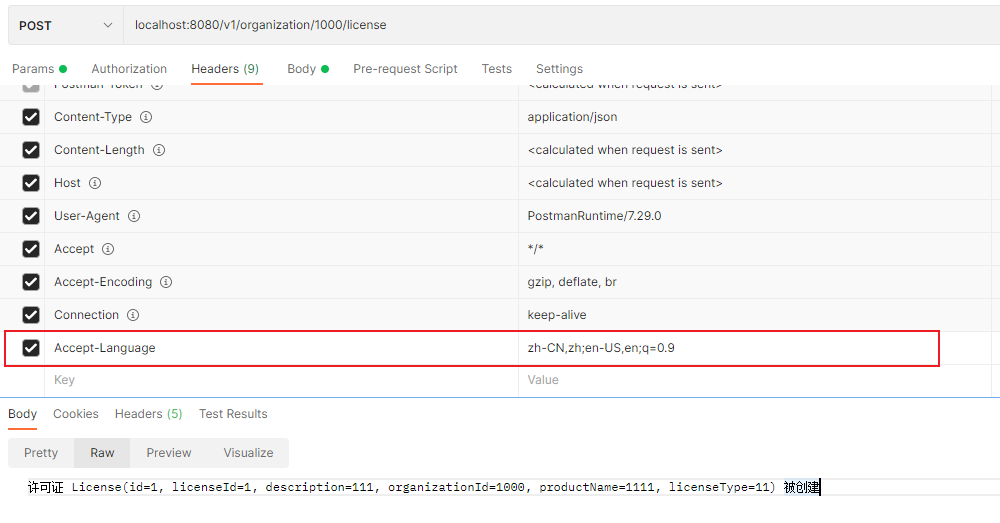 POST localhost:8080/v1/organization/1000/license
Params Authorization Headers (9) Body Pre-request Script Tests Settings
Postman-Token <calculated when request is sent>
Content-Type application/json
Content-Length <calculated when request is sent>
Host <calculated when request is sent>
User-Agent PostmanRuntime/7.29.0
Accept */*
Accept-Encoding gzip, deflate, br
Connection keep-alive
Accept-Language zh-CN,zh;en-US,en;q=0.9
Key Value
Body Cookies Headers (5) Test Results
Pretty Raw Preview Visualize
许可证 License(id=1, licenseId=1, description=111, organizationId=1000, productName=1111, licenseType=11) 被创建